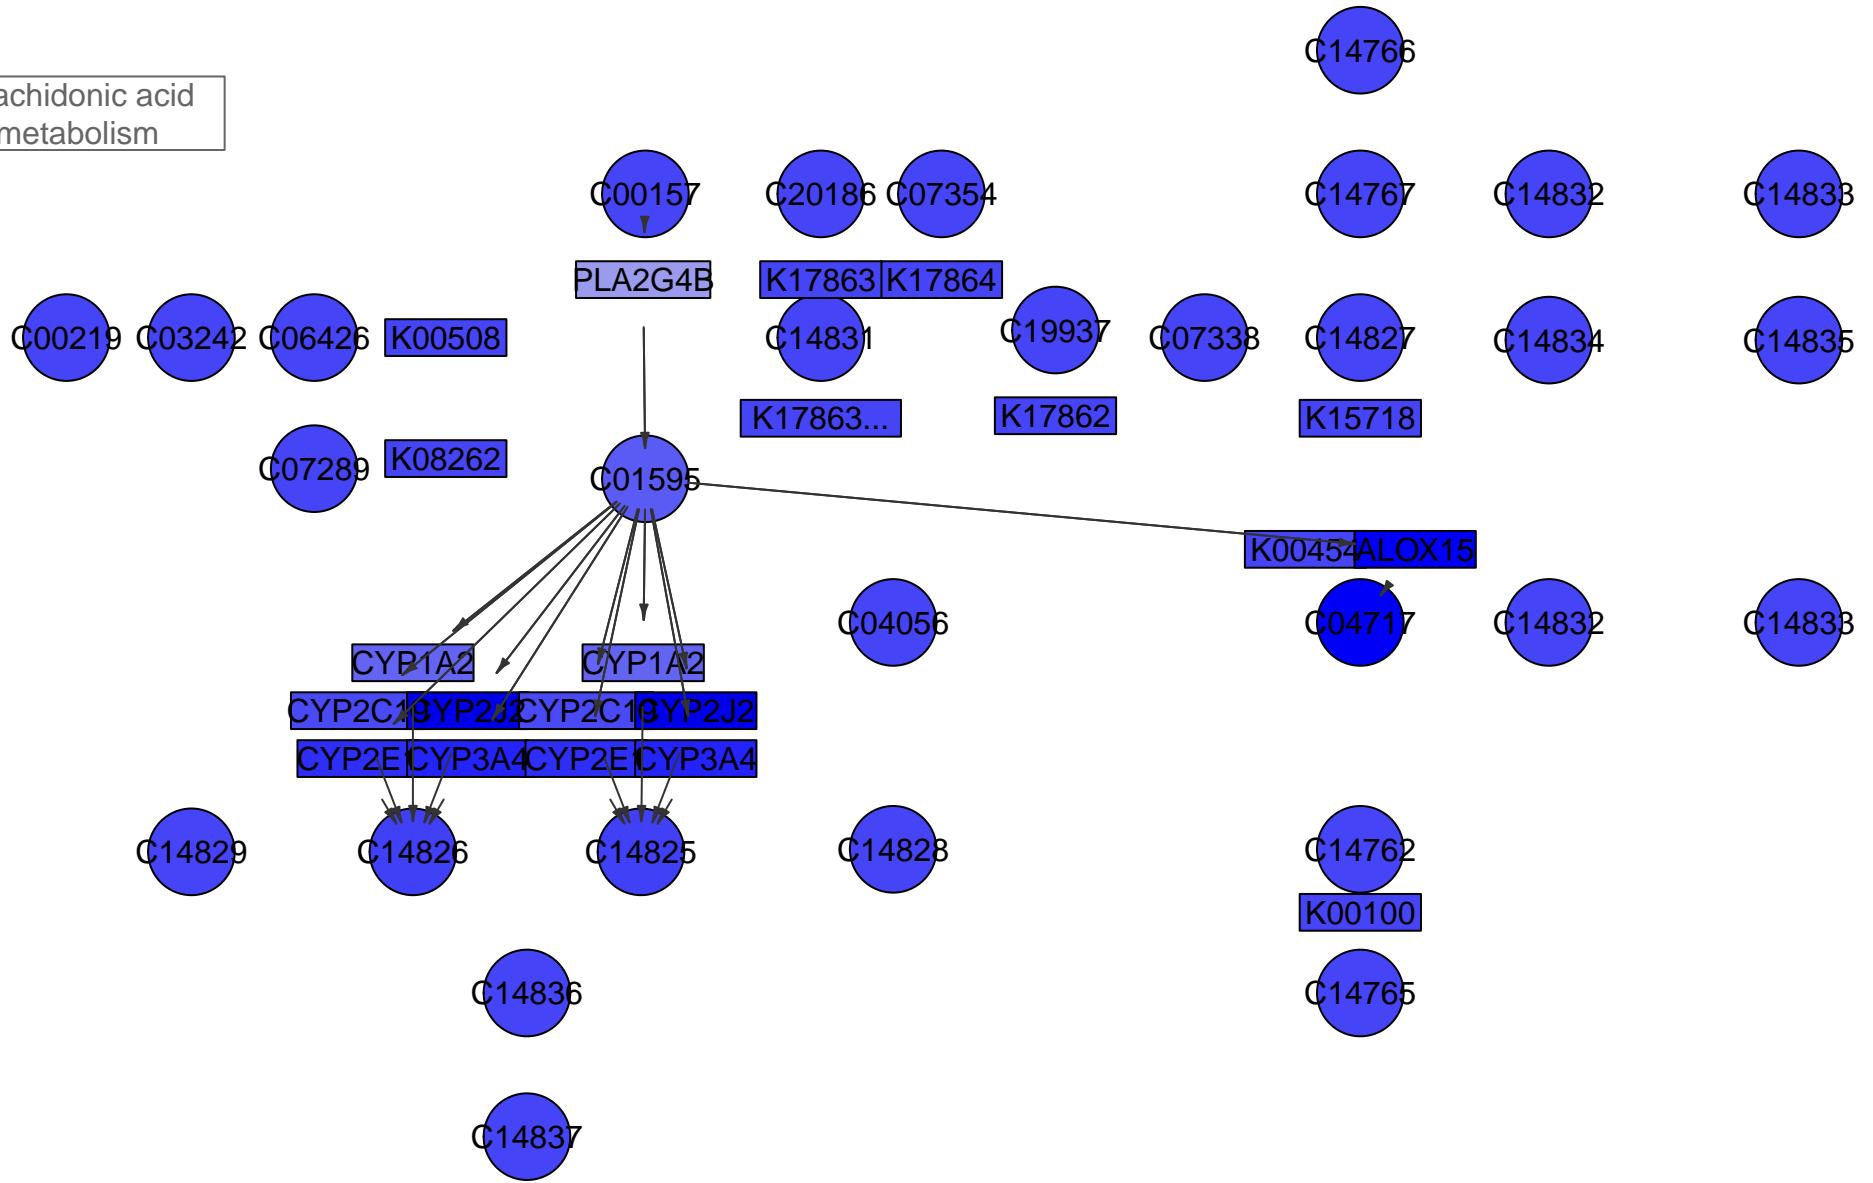 C14766
achidonic acid
metabolism
C00157
C20186
C07354
C14767
C14832
C14833
PLA2G4B
K17863
K17864
C00219
C03242
C06426
K00508
C14831
C19937
C07338
C14827
C14834
C14835
K17863...
K17862
K15718
C07289
K08262
C01595
K00454
ALOX15
C04056
C04717
C14832
C14833
CYP1A2
CYP1A2
CYP2C19
CYP2J2
CYP2C19
CYP2J2
CYP2E1
CYP3A4
CYP2E1
CYP3A4
C14829
C14826
C14825
C14828
C14762
K00100
C14836
C14765
C14837